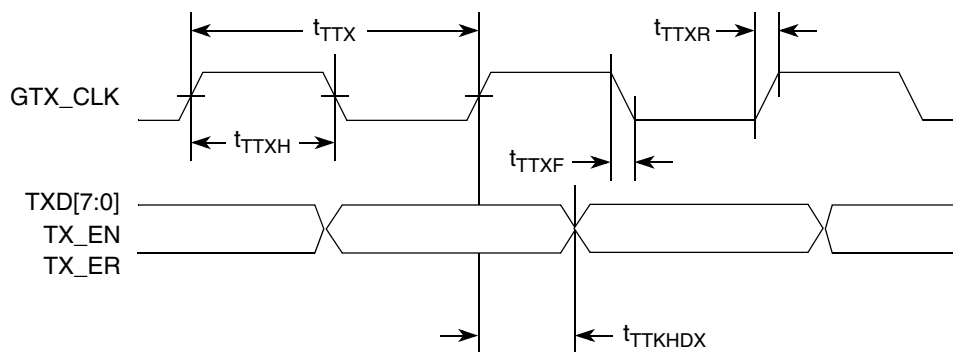 tTTX
tTTXR
GTX_CLK
tTTXH
tTTXF
TXD[7:0]
TX_EN
TX_ER
tTTKHDX